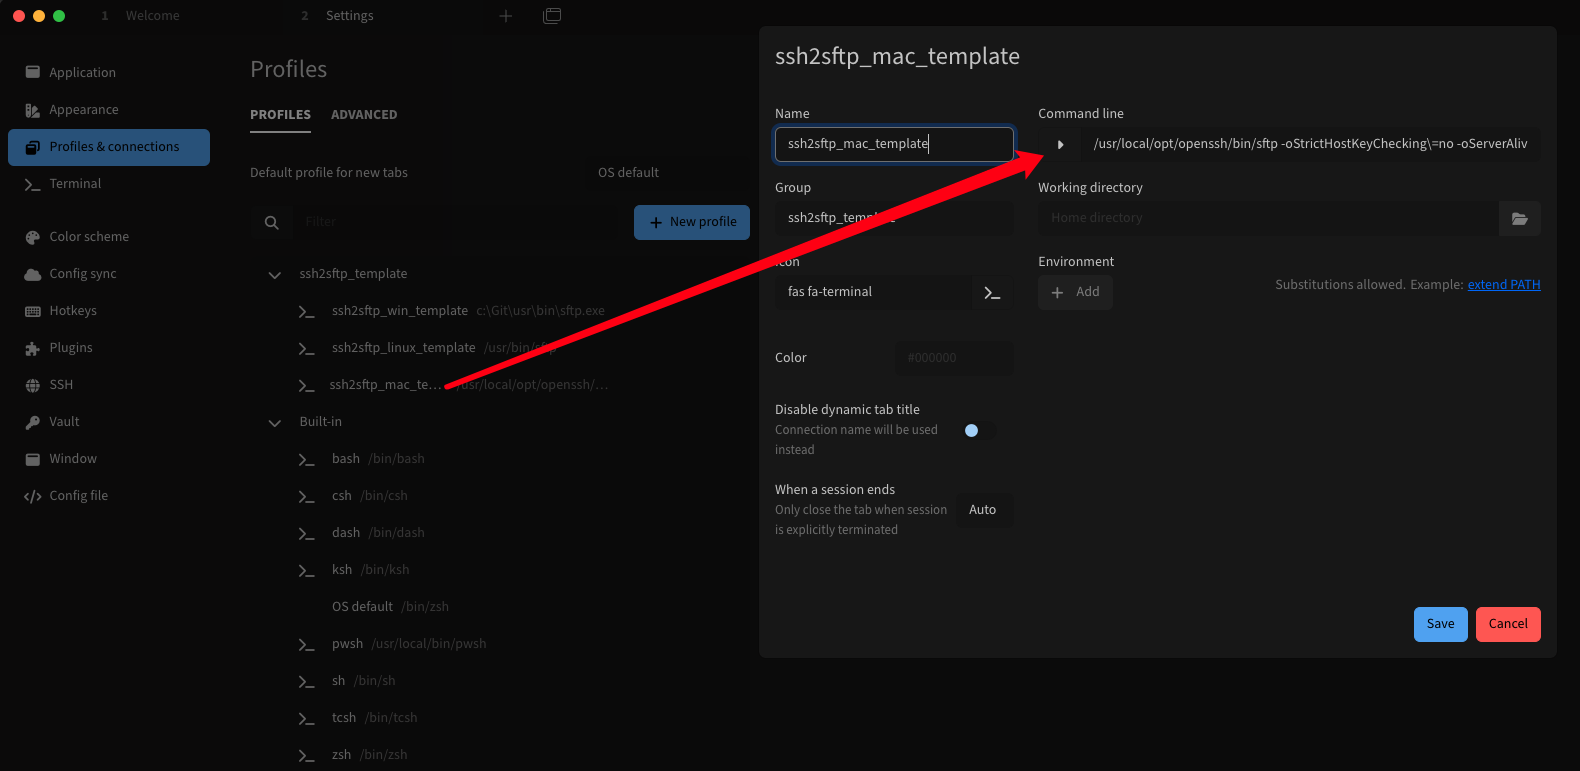 1 Welcome
2 Settings
Application
Appearance
Profiles & connections
Terminal
Color scheme
Config sync
Hotkeys
Plugins
SSH
Vault
Window
Config file
Profiles
PROFILES ADVANCED
Default profile for new tabs OS default
Filter
New profile
ssh2sftp_template
ssh2sftp_win_template c:\Git\usr\bin\sftp.exe
ssh2sftp_linux_template /usr/bin/sftp
ssh2sftp_mac_te... /usr/local/opt/openssh/...
Built-in
bash /bin/bash
csh /bin/csh
dash /bin/dash
ksh /bin/ksh
OS default /bin/zsh
pwsh /usr/local/bin/pwsh
sh /bin/sh
tcsh /bin/tcsh
zsh /bin/zsh
ssh2sftp_mac_template
Name
ssh2sftp_mac_template
Group
ssh2sftp_template
Icon
fas fa-terminal
Color
#000000
Disable dynamic tab title
Connection name will be used
instead
When a session ends
Only close the tab when session
is explicitly terminated
Auto
Command line
/usr/local/opt/openssh/bin/sftp -oStrictHostKeyChecking\=no -oServerAliv
Working directory
Home directory
Environment
Add
Substitutions allowed. Example: extend PATH
Save
Cancel